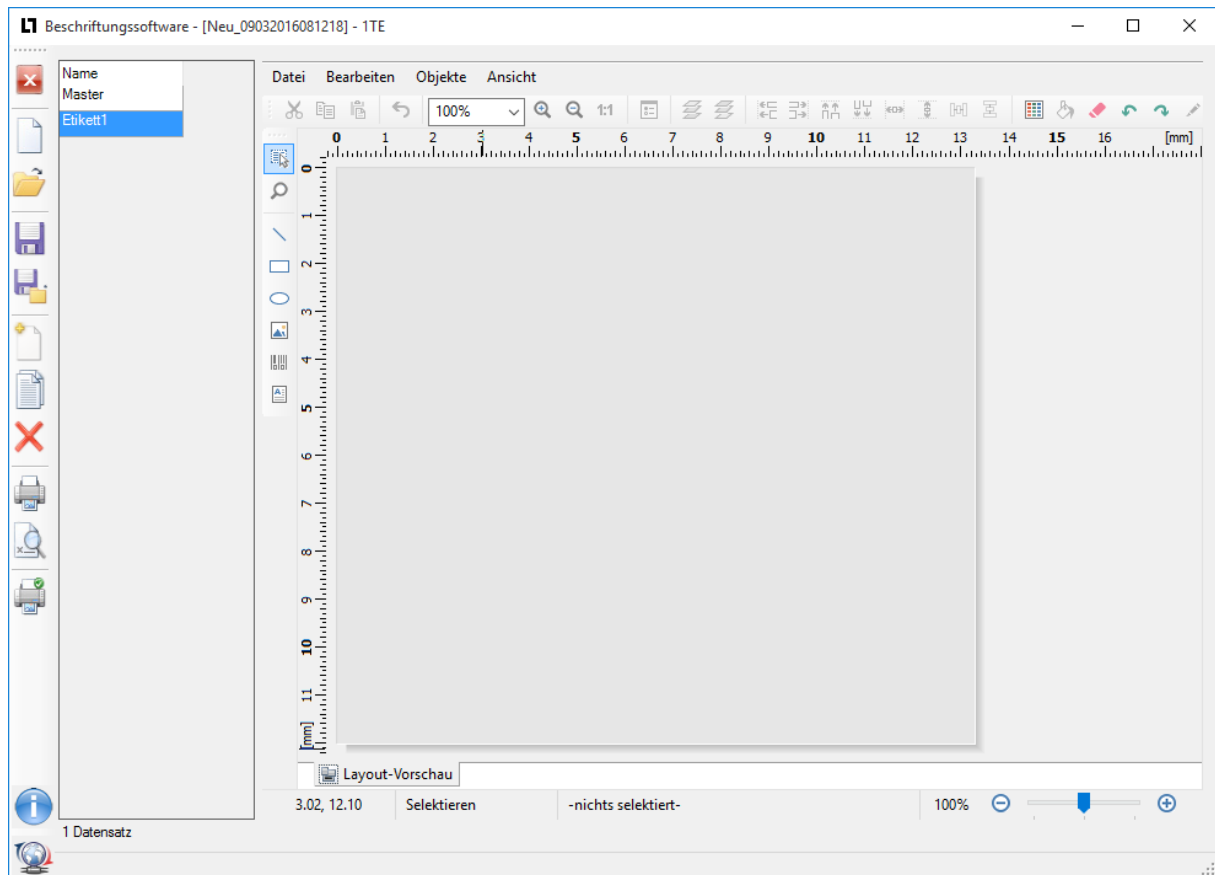 Beschriftungssoftware - [Neu_09032016081218] - 1TE
Name
Master
Etikett1
Datei Bearbeiten Objekte Ansicht
100% 1:1
0 1 2 3 4 5 6 7 8 9 10 11 12 13 14 15 16 [mm]
0
1
2
3
4
5
6
7
8
9
10
11
[mm]
Layout-Vorschau
3.02, 12.10 Selektieren -nichts selektiert- 100%
1 Datensatz